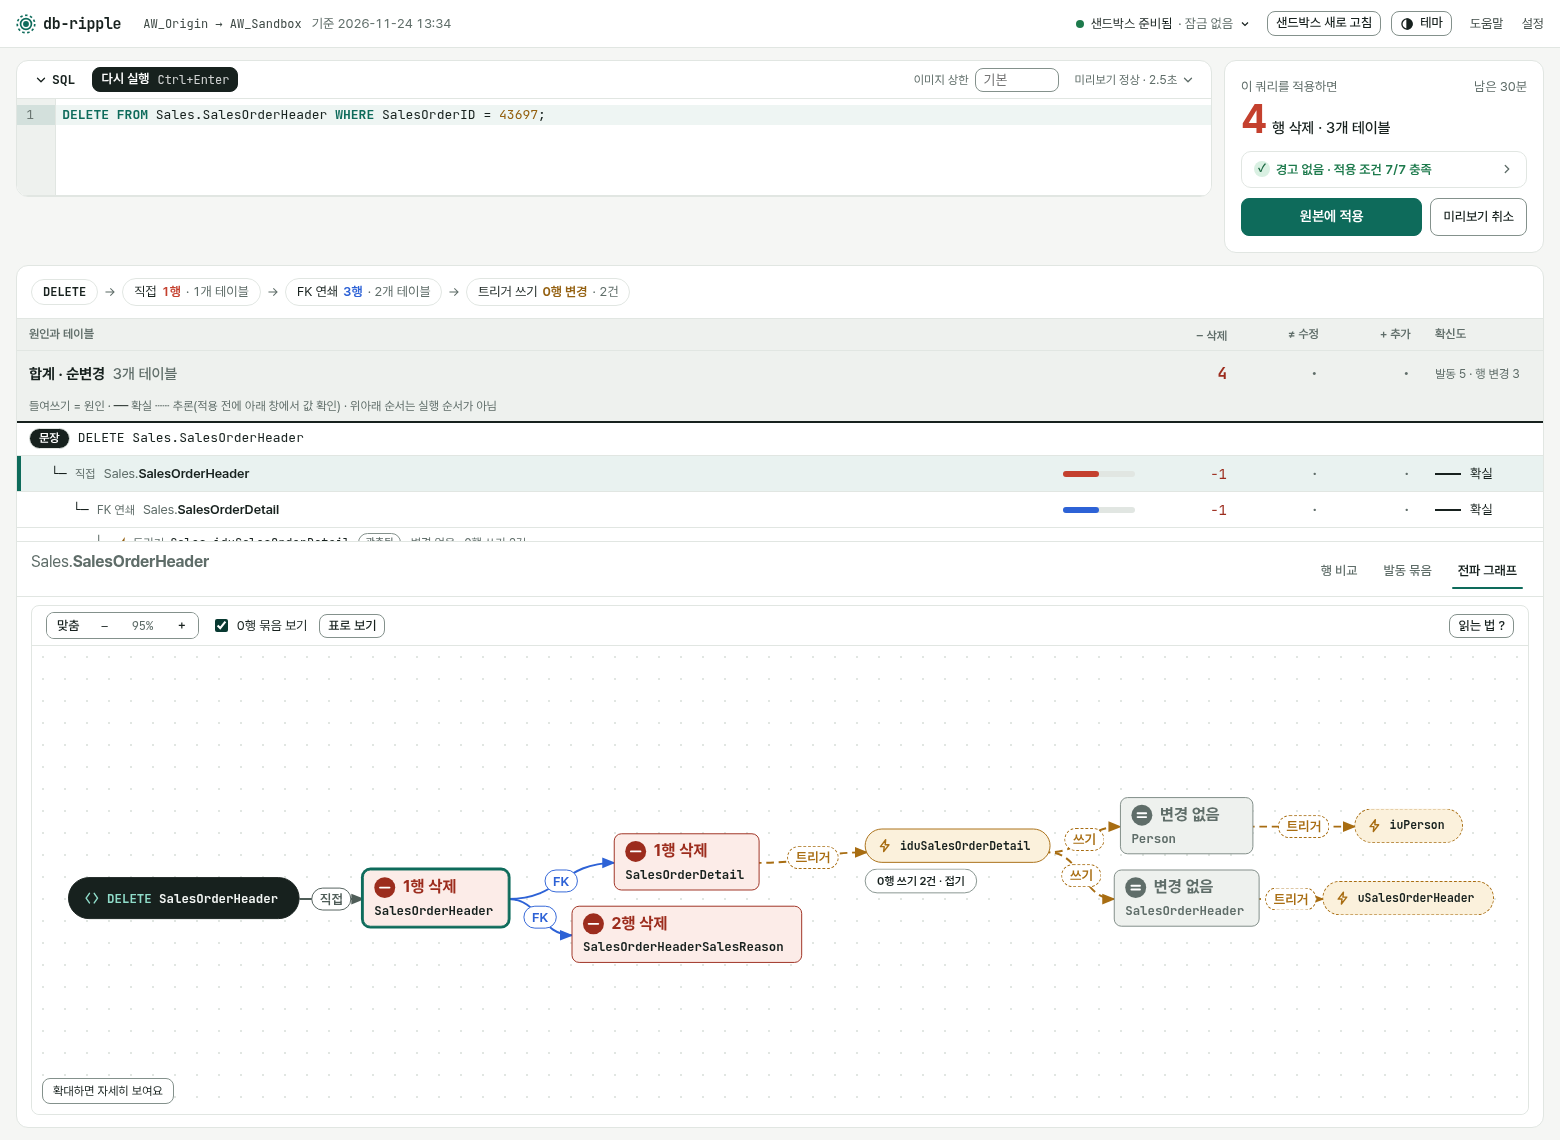 db-ripple AW_Origin → AW_Sandbox 기준 2026-11-24 13:34 샌드박스 준비됨 · 잠금 없음 샌드박스 새로 고침 테마 도움말 설정
SQL 다시 실행 Ctrl+Enter 이미지 상한 기본 미리보기 정상 · 2.5초
1 DELETE FROM Sales.SalesOrderHeader WHERE SalesOrderID = 43697;
이 쿼리를 적용하면 남은 30분
4 행 삭제 · 3개 테이블
✓ 경고 없음 · 적용 조건 7/7 충족
원본에 적용 미리보기 취소
DELETE → 직접 1행 · 1개 테이블 → FK 연쇄 3행 · 2개 테이블 → 트리거 쓰기 0행 변경 · 2건
원인과 테이블 − 삭제 ≠ 수정 + 추가 확신도
합계 · 순변경 3개 테이블 4 · · 발동 5 · 행 변경 3
들여쓰기 = 원인 · ── 확실 ┈┈ 추론(적용 전에 아래 창에서 값 확인) · 위아래 순서는 실행 순서가 아님
문장 DELETE Sales.SalesOrderHeader
└─ 직접 Sales.SalesOrderHeader -1 · · 확실
└─ FK 연쇄 Sales.SalesOrderDetail -1 · · 확실
Sales.SalesOrderHeader 행 비교 발동 묶음 전파 그래프
맞춤 − 95% + 0행 묶음 보기 표로 보기 읽는 법 ?
DELETE SalesOrderHeader
직접
1행 삭제
SalesOrderHeader
FK
FK
1행 삭제
SalesOrderDetail
2행 삭제
SalesOrderHeaderSalesReason
트리거
iduSalesOrderDetail
0행 쓰기 2건 · 접기
쓰기
쓰기
변경 없음
Person
트리거
iuPerson
변경 없음
SalesOrderHeader
트리거
uSalesOrderHeader
확대하면 자세히 보여요